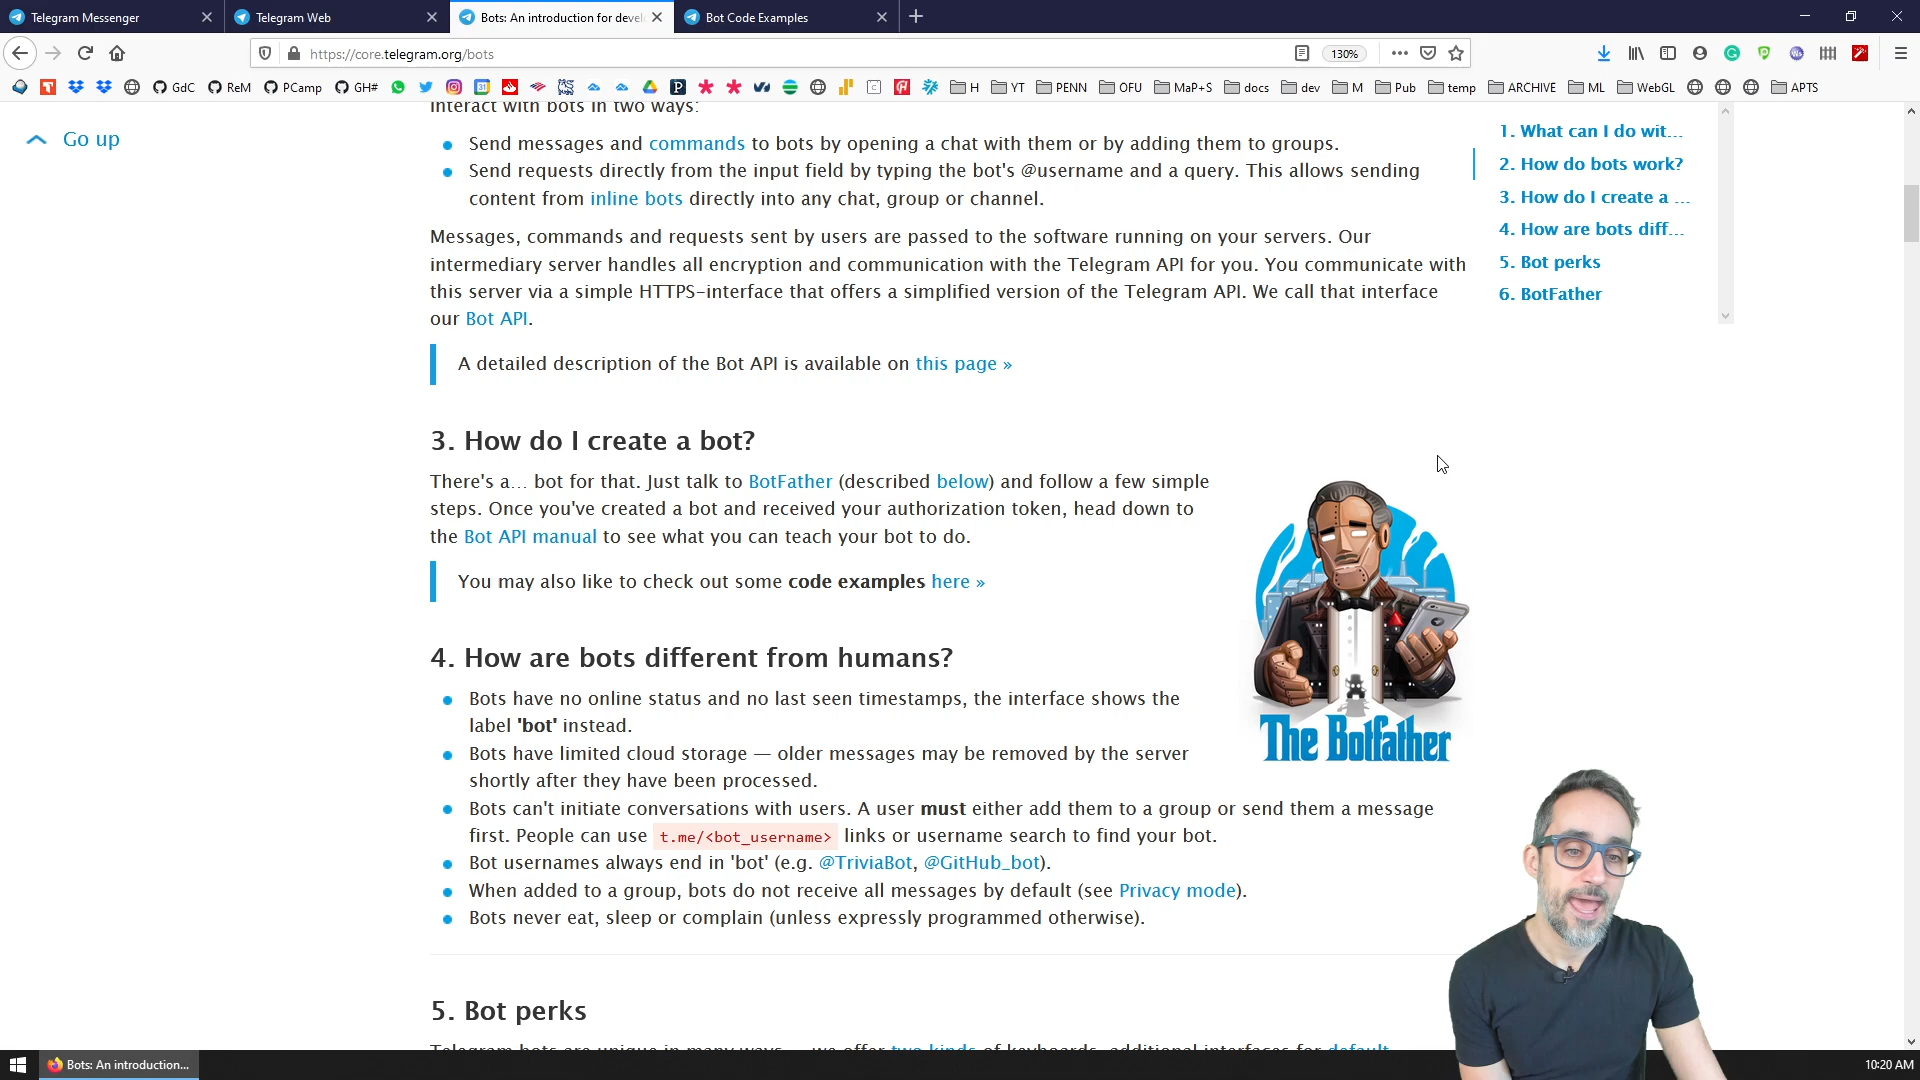 Telegram Messenger
Telegram Web
Bots: An introduction for devel
Bot Code Examples
https://core.telegram.org/bots
130%
GdC
ReM
PCamp
GH#
31
H
YT
PENN
OFU
MaP+S
docs
dev
M
Pub
temp
ARCHIVE
ML
WebGL
APTS
Go up
interact with bots in two ways:
Send messages and commands to bots by opening a chat with them or by adding them to groups.
Send requests directly from the input field by typing the bot's @username and a query. This allows sending
content from inline bots directly into any chat, group or channel.
Messages, commands and requests sent by users are passed to the software running on your servers. Our
intermediary server handles all encryption and communication with the Telegram API for you. You communicate with
this server via a simple HTTPS-interface that offers a simplified version of the Telegram API. We call that interface
our Bot API.
A detailed description of the Bot API is available on this page »
1. What can I do wit...
2. How do bots work?
3. How do I create a ...
4. How are bots diff...
5. Bot perks
6. BotFather
3. How do I create a bot?
There's a… bot for that. Just talk to BotFather (described below) and follow a few simple
steps. Once you've created a bot and received your authorization token, head down to
the Bot API manual to see what you can teach your bot to do.
You may also like to check out some code examples here »
The Botfather
4. How are bots different from humans?
Bots have no online status and no last seen timestamps, the interface shows the
label 'bot' instead.
Bots have limited cloud storage — older messages may be removed by the server
shortly after they have been processed.
Bots can't initiate conversations with users. A user must either add them to a group or send them a message
first. People can use t.me/<bot_username> links or username search to find your bot.
Bot usernames always end in 'bot' (e.g. @TriviaBot, @GitHub_bot).
When added to a group, bots do not receive all messages by default (see Privacy mode).
Bots never eat, sleep or complain (unless expressly programmed otherwise).
5. Bot perks
Telegram bots are unique in many ways — we offer two kinds of keyboards, additional interfaces for default
Bots: An introduction...
10:20 AM